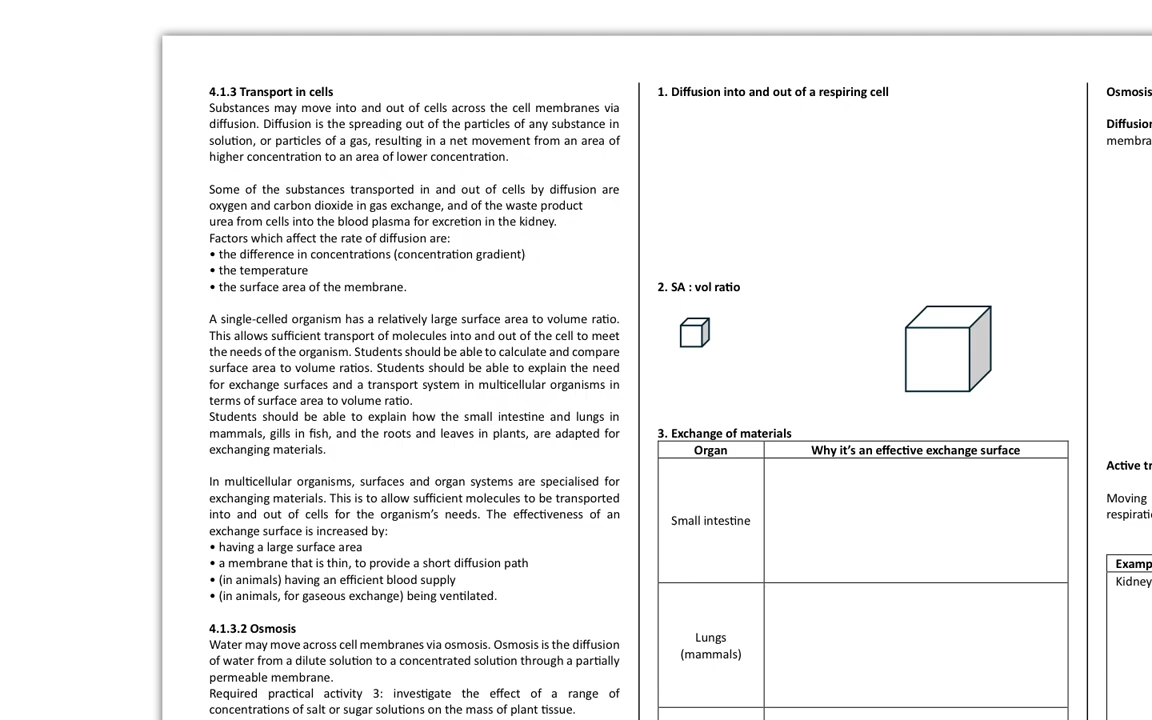 4.1.3 Transport in cells
Substances may move into and out of cells across the cell membranes via
diffusion. Diffusion is the spreading out of the particles of any substance in
solution, or particles of a gas, resulting in a net movement from an area of
higher concentration to an area of lower concentration.
Some of the substances transported in and out of cells by diffusion are
oxygen and carbon dioxide in gas exchange, and of the waste product
urea from cells into the blood plasma for excretion in the kidney.
Factors which affect the rate of diffusion are:
• the difference in concentrations (concentration gradient)
• the temperature
• the surface area of the membrane.
A single-celled organism has a relatively large surface area to volume ratio.
This allows sufficient transport of molecules into and out of the cell to meet
the needs of the organism. Students should be able to calculate and compare
surface area to volume ratios. Students should be able to explain the need
for exchange surfaces and a transport system in multicellular organisms in
terms of surface area to volume ratio.
Students should be able to explain how the small intestine and lungs in
mammals, gills in fish, and the roots and leaves in plants, are adapted for
exchanging materials.
In multicellular organisms, surfaces and organ systems are specialised for
exchanging materials. This is to allow sufficient molecules to be transported
into and out of cells for the organism's needs. The effectiveness of an
exchange surface is increased by:
• having a large surface area
• a membrane that is thin, to provide a short diffusion path
• (in animals) having an efficient blood supply
• (in animals, for gaseous exchange) being ventilated.
4.1.3.2 Osmosis
Water may move across cell membranes via osmosis. Osmosis is the diffusion
of water from a dilute solution to a concentrated solution through a partially
permeable membrane.
Required practical activity 3: investigate the effect of a range of
concentrations of salt or sugar solutions on the mass of plant tissue.
1. Diffusion into and out of a respiring cell
2. SA : vol ratio
3. Exchange of materials
Organ Why it's an effective exchange surface
Small intestine
Lungs
(mammals)
Osmosis
Diffusion
membra
Active tr
Moving
respirati
Examp
Kidney